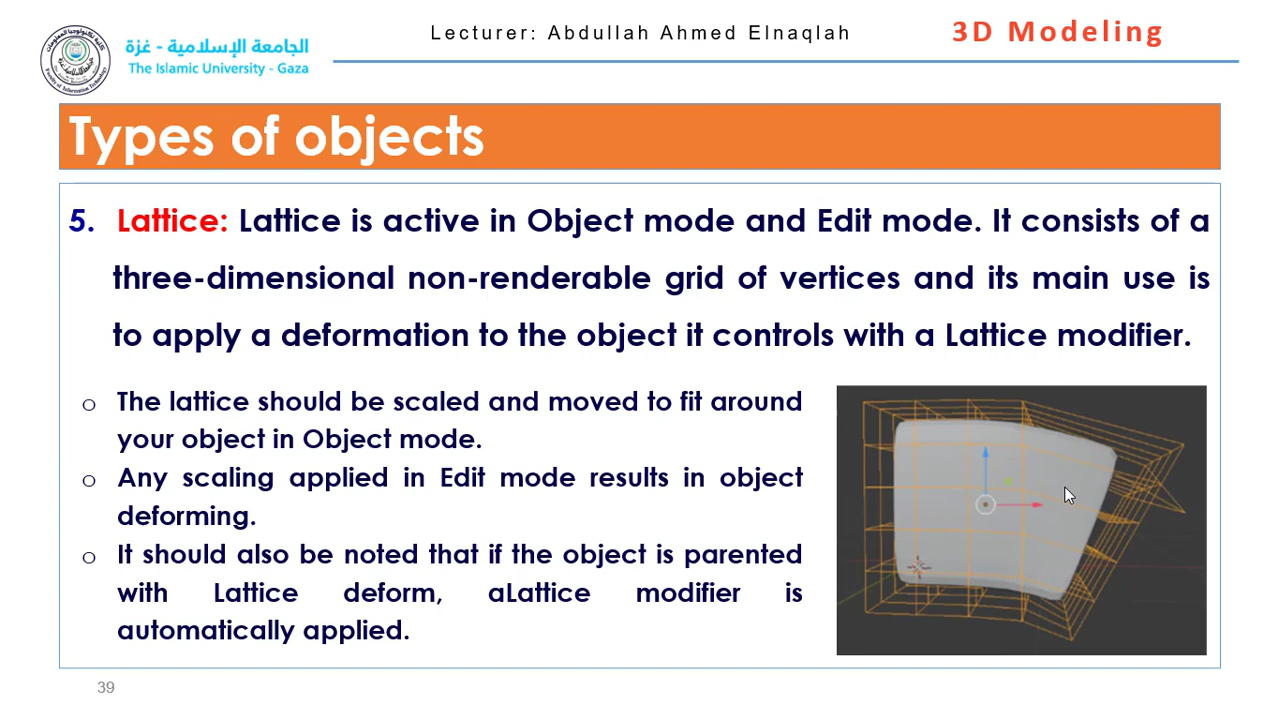 Lecturer: Abdullah Ahmed Elnaqlah
3D Modeling
الجامعة الإسلامية - غزة
The Islamic University - Gaza
Types of objects
5. Lattice: Lattice is active in Object mode and Edit mode. It consists of a
three-dimensional non-renderable grid of vertices and its main use is
to apply a deformation to the object it controls with a Lattice modifier.
o The lattice should be scaled and moved to fit around
your object in Object mode.
o Any scaling applied in Edit mode results in object
deforming.
o It should also be noted that if the object is parented
with Lattice deform, aLattice modifier is
automatically applied.
39